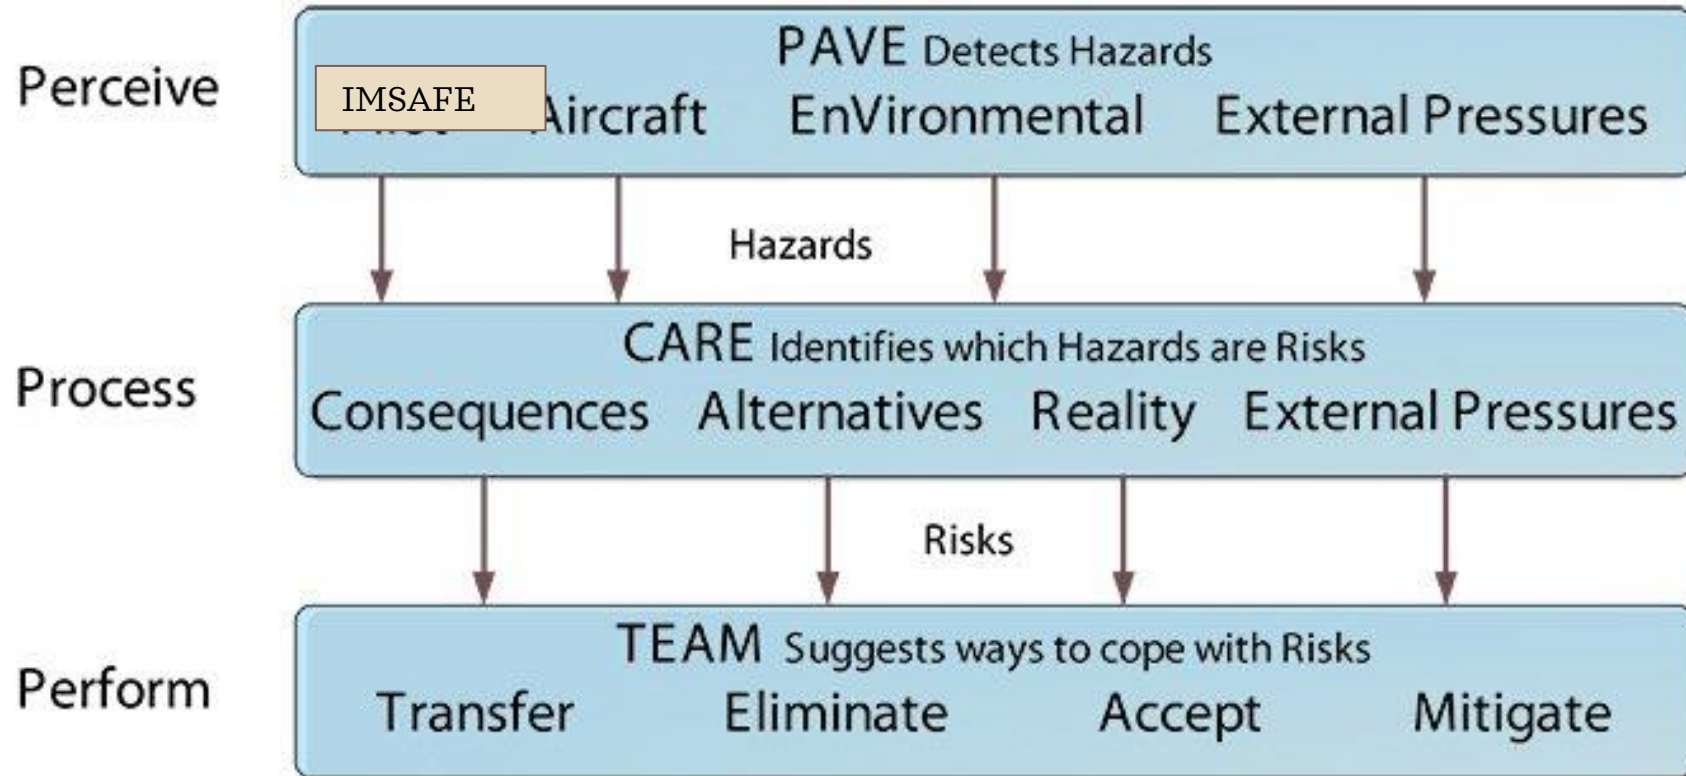 Perceive
PAVE Detects Hazards
IMSAFE Aircraft EnVironmental External Pressures
Hazards
Process
CARE Identifies which Hazards are Risks
Consequences Alternatives Reality External Pressures
Risks
Perform
TEAM Suggests ways to cope with Risks
Transfer Eliminate Accept Mitigate